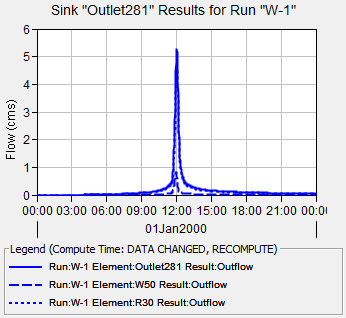 Sink "Outlet281" Results for Run "W-1"
6
5
4
3
2
1
0
Flow (cms)
00:00 03:00 06:00 09:00 12:00 15:00 18:00 21:00 00:00
01Jan2000
Legend (Compute Time: DATA CHANGED, RECOMPUTE)
Run:W-1 Element:Outlet281 Result:Outflow
Run:W-1 Element:W50 Result:Outflow
Run:W-1 Element:R30 Result:Outflow